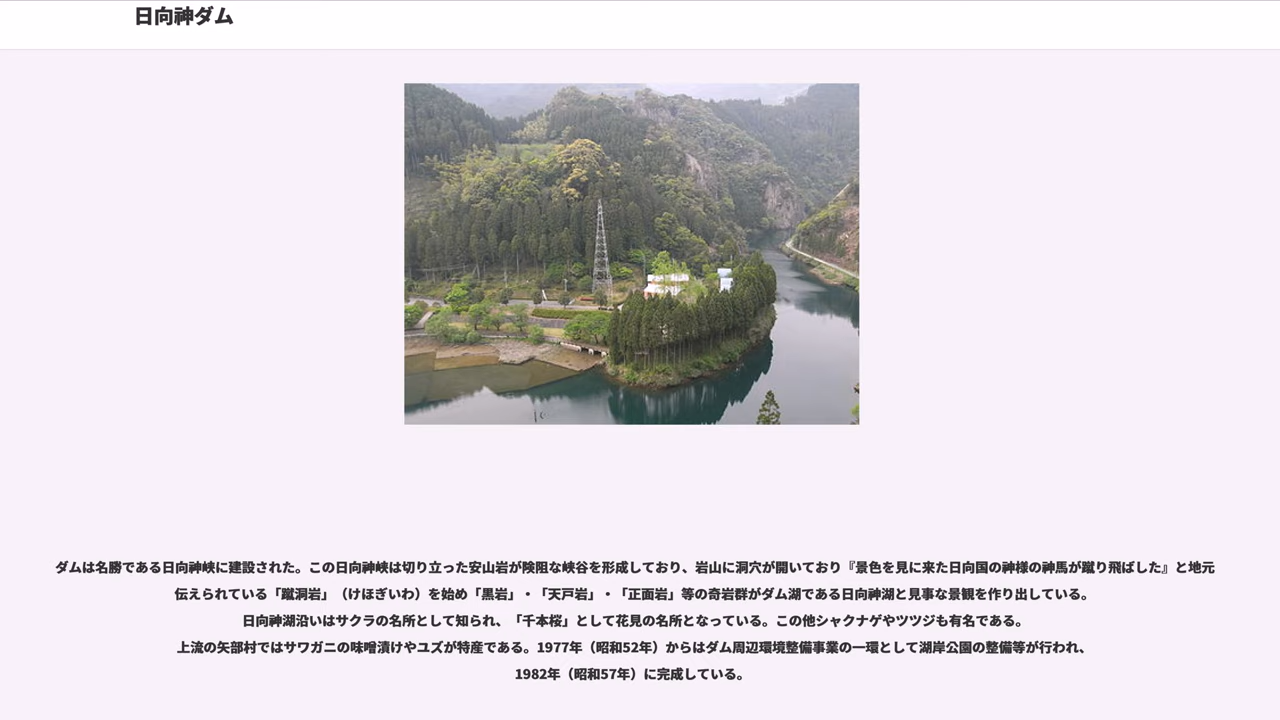 日向神ダム
ダムは名勝である日向神峡に建設された。この日向神峡は切り立った安山岩が険阻な峡谷を形成しており、岩山に洞穴が開いており『景色を見に来た日向国の神様の神馬が蹴り飛ばした』と地元
伝えられている「蹴洞岩」（けほぎいわ）を始め「黒岩」・「天戸岩」・「正面岩」等の奇岩群がダム湖である日向神湖と見事な景観を作り出している。
日向神湖沿いはサクラの名所として知られ、「千本桜」として花見の名所となっている。この他シャクナゲやツツジも有名である。
上流の矢部村ではサワガニの味噌漬けやユズが特産である。1977年（昭和52年）からはダム周辺環境整備事業の一環として湖岸公園の整備等が行われ、
1982年（昭和57年）に完成している。